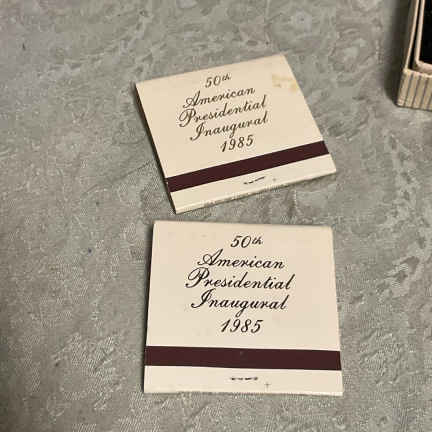 50th
American
Presidential
Inaugural
1985
50th
American
Presidential
Inaugural
1985